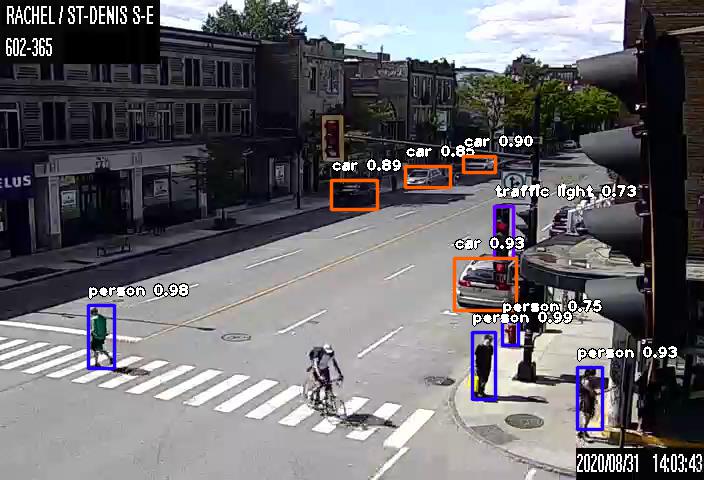 RACHEL / ST-DENIS S-E
602-365
car 0.90
car 0.85
car 0.89
ELUS
traffic light 0.73
car 0.93
person 0.98
person 0.75
person 0.99
person 0.93
2020/08/31 14:03:43